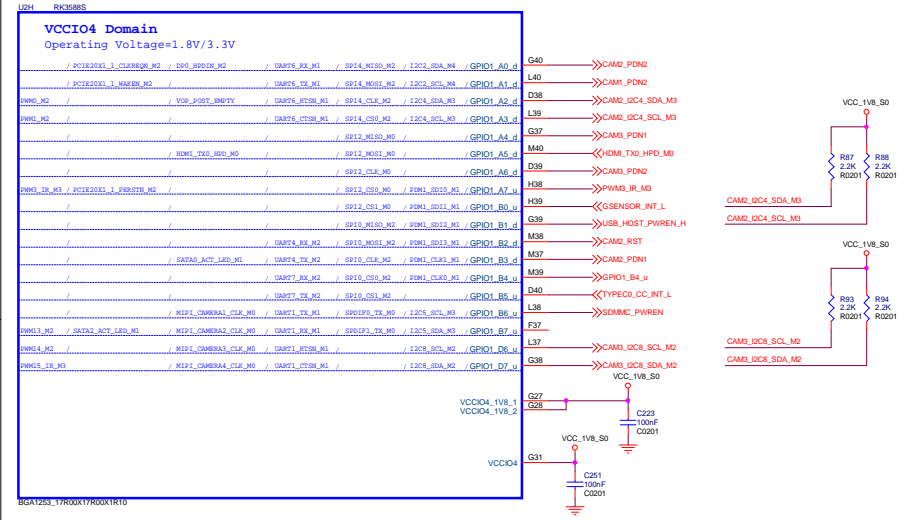 U2H RK3588S
VCCIO4 Domain
Operating Voltage=1.8V/3.3V
/ PCIE20X1_1_CLKREQN_M2 / DP0_HPDIN_M2 / UART6_RX_M1 / SPI4_MISO_M2 / I2C2_SDA_M4 /GPIO1_A0_d G40 CAM2_PDN2
/ PCIE20X1_1_WAKEN_M2 / / UART6_TX_M1 / SPI4_MOSI_M2 / I2C2_SCL_M4 /GPIO1_A1_d L40 CAM1_PDN2
PWM0_M2 / / VOP_POST_EMPTY / UART6_RTSN_M1 / SPI4_CLK_M2 / I2C4_SDA_M3 /GPIO1_A2_d D38 CAM2_I2C4_SDA_M3
PWM1_M2 / / / UART6_CTSN_M1 / SPI4_CS0_M2 / I2C4_SCL_M3 /GPIO1_A3_d L39 CAM2_I2C4_SCL_M3
/ / / SPI2_MISO_M0 / /GPIO1_A4_d G37 CAM3_PDN1
/ / HDMI_TX0_HPD_M0 / / SPI2_MOSI_M0 / /GPIO1_A5_d M40 HDMI_TX0_HPD_M0
/ / / SPI2_CLK_M0 / /GPIO1_A6_d D39 CAM3_PDN2
PWM3_IR_M3 / PCIE20X1_1_PERSTN_M2 / / / SPI2_CS0_M0 / PDM1_SDI0_M1 /GPIO1_A7_u H38 PWM3_IR_M3
/ / / SPI2_CS1_M0 / PDM1_SDI1_M1 /GPIO1_B0_u H39 GSENSOR_INT_L
/ / / SPI0_MISO_M2 / PDM1_SDI2_M1 /GPIO1_B1_d G39 USB_HOST_PWREN_H
/ / / UART4_RX_M2 / SPI0_MOSI_M2 / PDM1_SDI3_M1 /GPIO1_B2_d M38 CAM2_RST
/ / SATA0_ACT_LED_M1 / UART4_TX_M2 / SPI0_CLK_M2 / PDM1_CLK1_M1 /GPIO1_B3_d M37 CAM2_PDN1
/ / / UART7_RX_M2 / SPI0_CS0_M2 / PDM1_CLK0_M1 /GPIO1_B4_u M39 GPIO1_B4_u
/ / / UART7_TX_M2 / SPI0_CS1_M2 / /GPIO1_B5_u D40 TYPEC0_CC_INT_L
/ / MIPI_CAMERA1_CLK_M0 / UART1_TX_M1 / SPDIF0_TX_M0 / I2C5_SCL_M3 /GPIO1_B6_u L38 SDMMC_PWREN
PWM13_M2 / SATA2_ACT_LED_M1 / MIPI_CAMERA2_CLK_M0 / UART1_RX_M1 / SPDIF1_TX_M0 / I2C5_SDA_M3 /GPIO1_B7_u F37
PWM14_M2 / / MIPI_CAMERA3_CLK_M0 / UART1_RTSN_M1 / / I2C8_SCL_M2 /GPIO1_D6_u L37 CAM3_I2C8_SCL_M2
PWM15_IR_M3 / MIPI_CAMERA4_CLK_M0 / UART1_CTSN_M1 / / I2C8_SDA_M2 /GPIO1_D7_u G38 CAM3_I2C8_SDA_M2
VCC_1V8_S0
VCCIO4_1V8_1 G27
VCCIO4_1V8_2 G28
C223
100nF
C0201
VCC_1V8_S0
VCCIO4 G31
C251
100nF
C0201
BGA1253_17R00X17R00X1R10
VCC_1V8_S0
R87 R88
2.2K 2.2K
R0201 R0201
CAM2_I2C4_SDA_M3
CAM2_I2C4_SCL_M3
VCC_1V8_S0
R93 R94
2.2K 2.2K
R0201 R0201
CAM3_I2C8_SCL_M2
CAM3_I2C8_SDA_M2